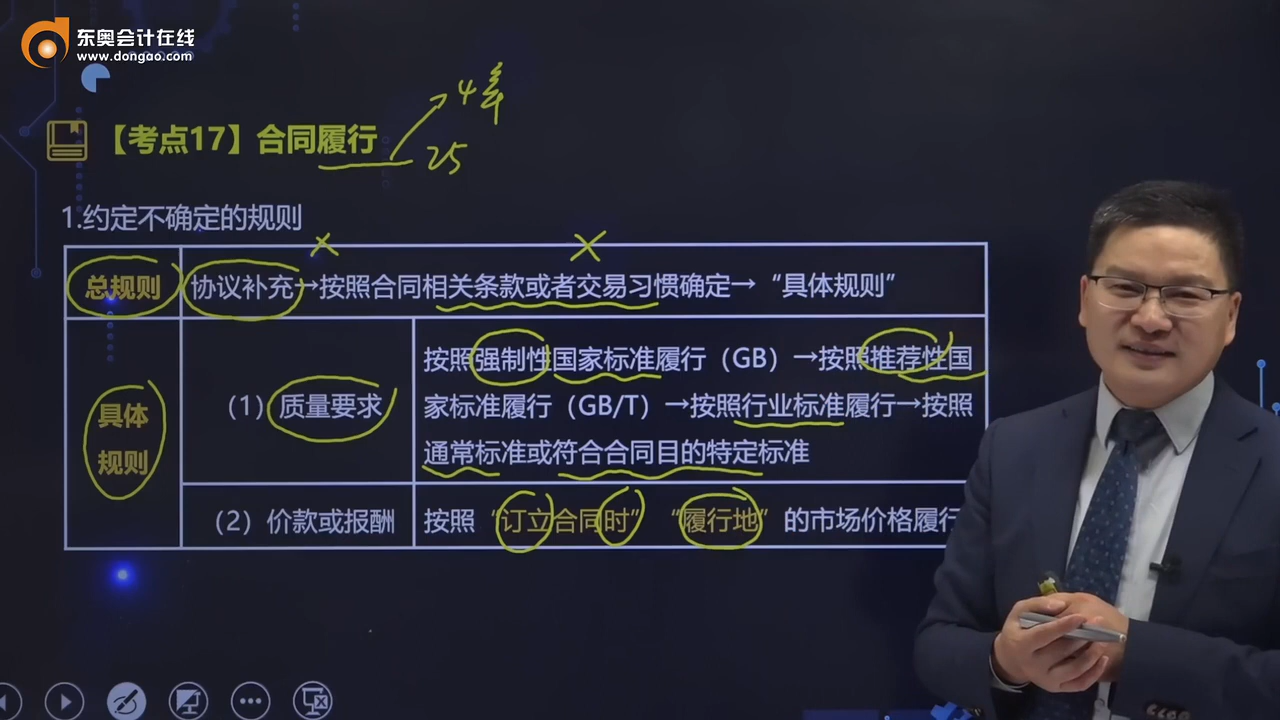 东奥会计在线
www.dongao.com
【考点17】合同履行
4年
25
1.约定不确定的规则
总规则
协议补充→按照合同相关条款或者交易习惯确定→“具体规则”
具体
规则
（1）质量要求
按照强制性国家标准履行（GB）→按照推荐性国
家标准履行（GB/T）→按照行业标准履行→按照
通常标准或符合合同目的特定标准
（2）价款或报酬
按照“订立合同时”“履行地”的市场价格履行